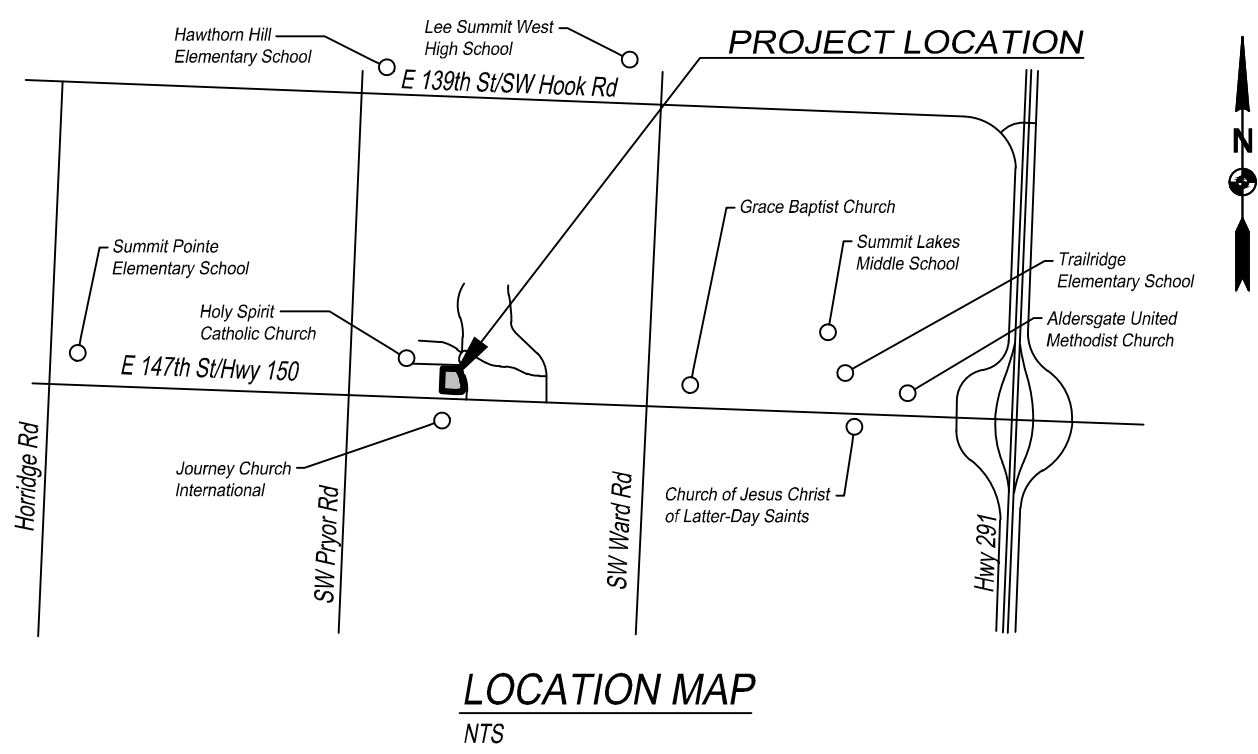 Hawthorn Hill
Elementary School
Lee Summit West
High School
PROJECT LOCATION
E 139th St/SW Hook Rd
N
Grace Baptist Church
Summit Pointe
Elementary School
Summit Lakes
Middle School
Trailridge
Elementary School
Holy Spirit
Catholic Church
Aldersgate United
Methodist Church
E 147th St/Hwy 150
Journey Church
International
Church of Jesus Christ
of Latter-Day Saints
Horridge Rd
SW Pryor Rd
SW Ward Rd
Hwy 291
LOCATION MAP
NTS